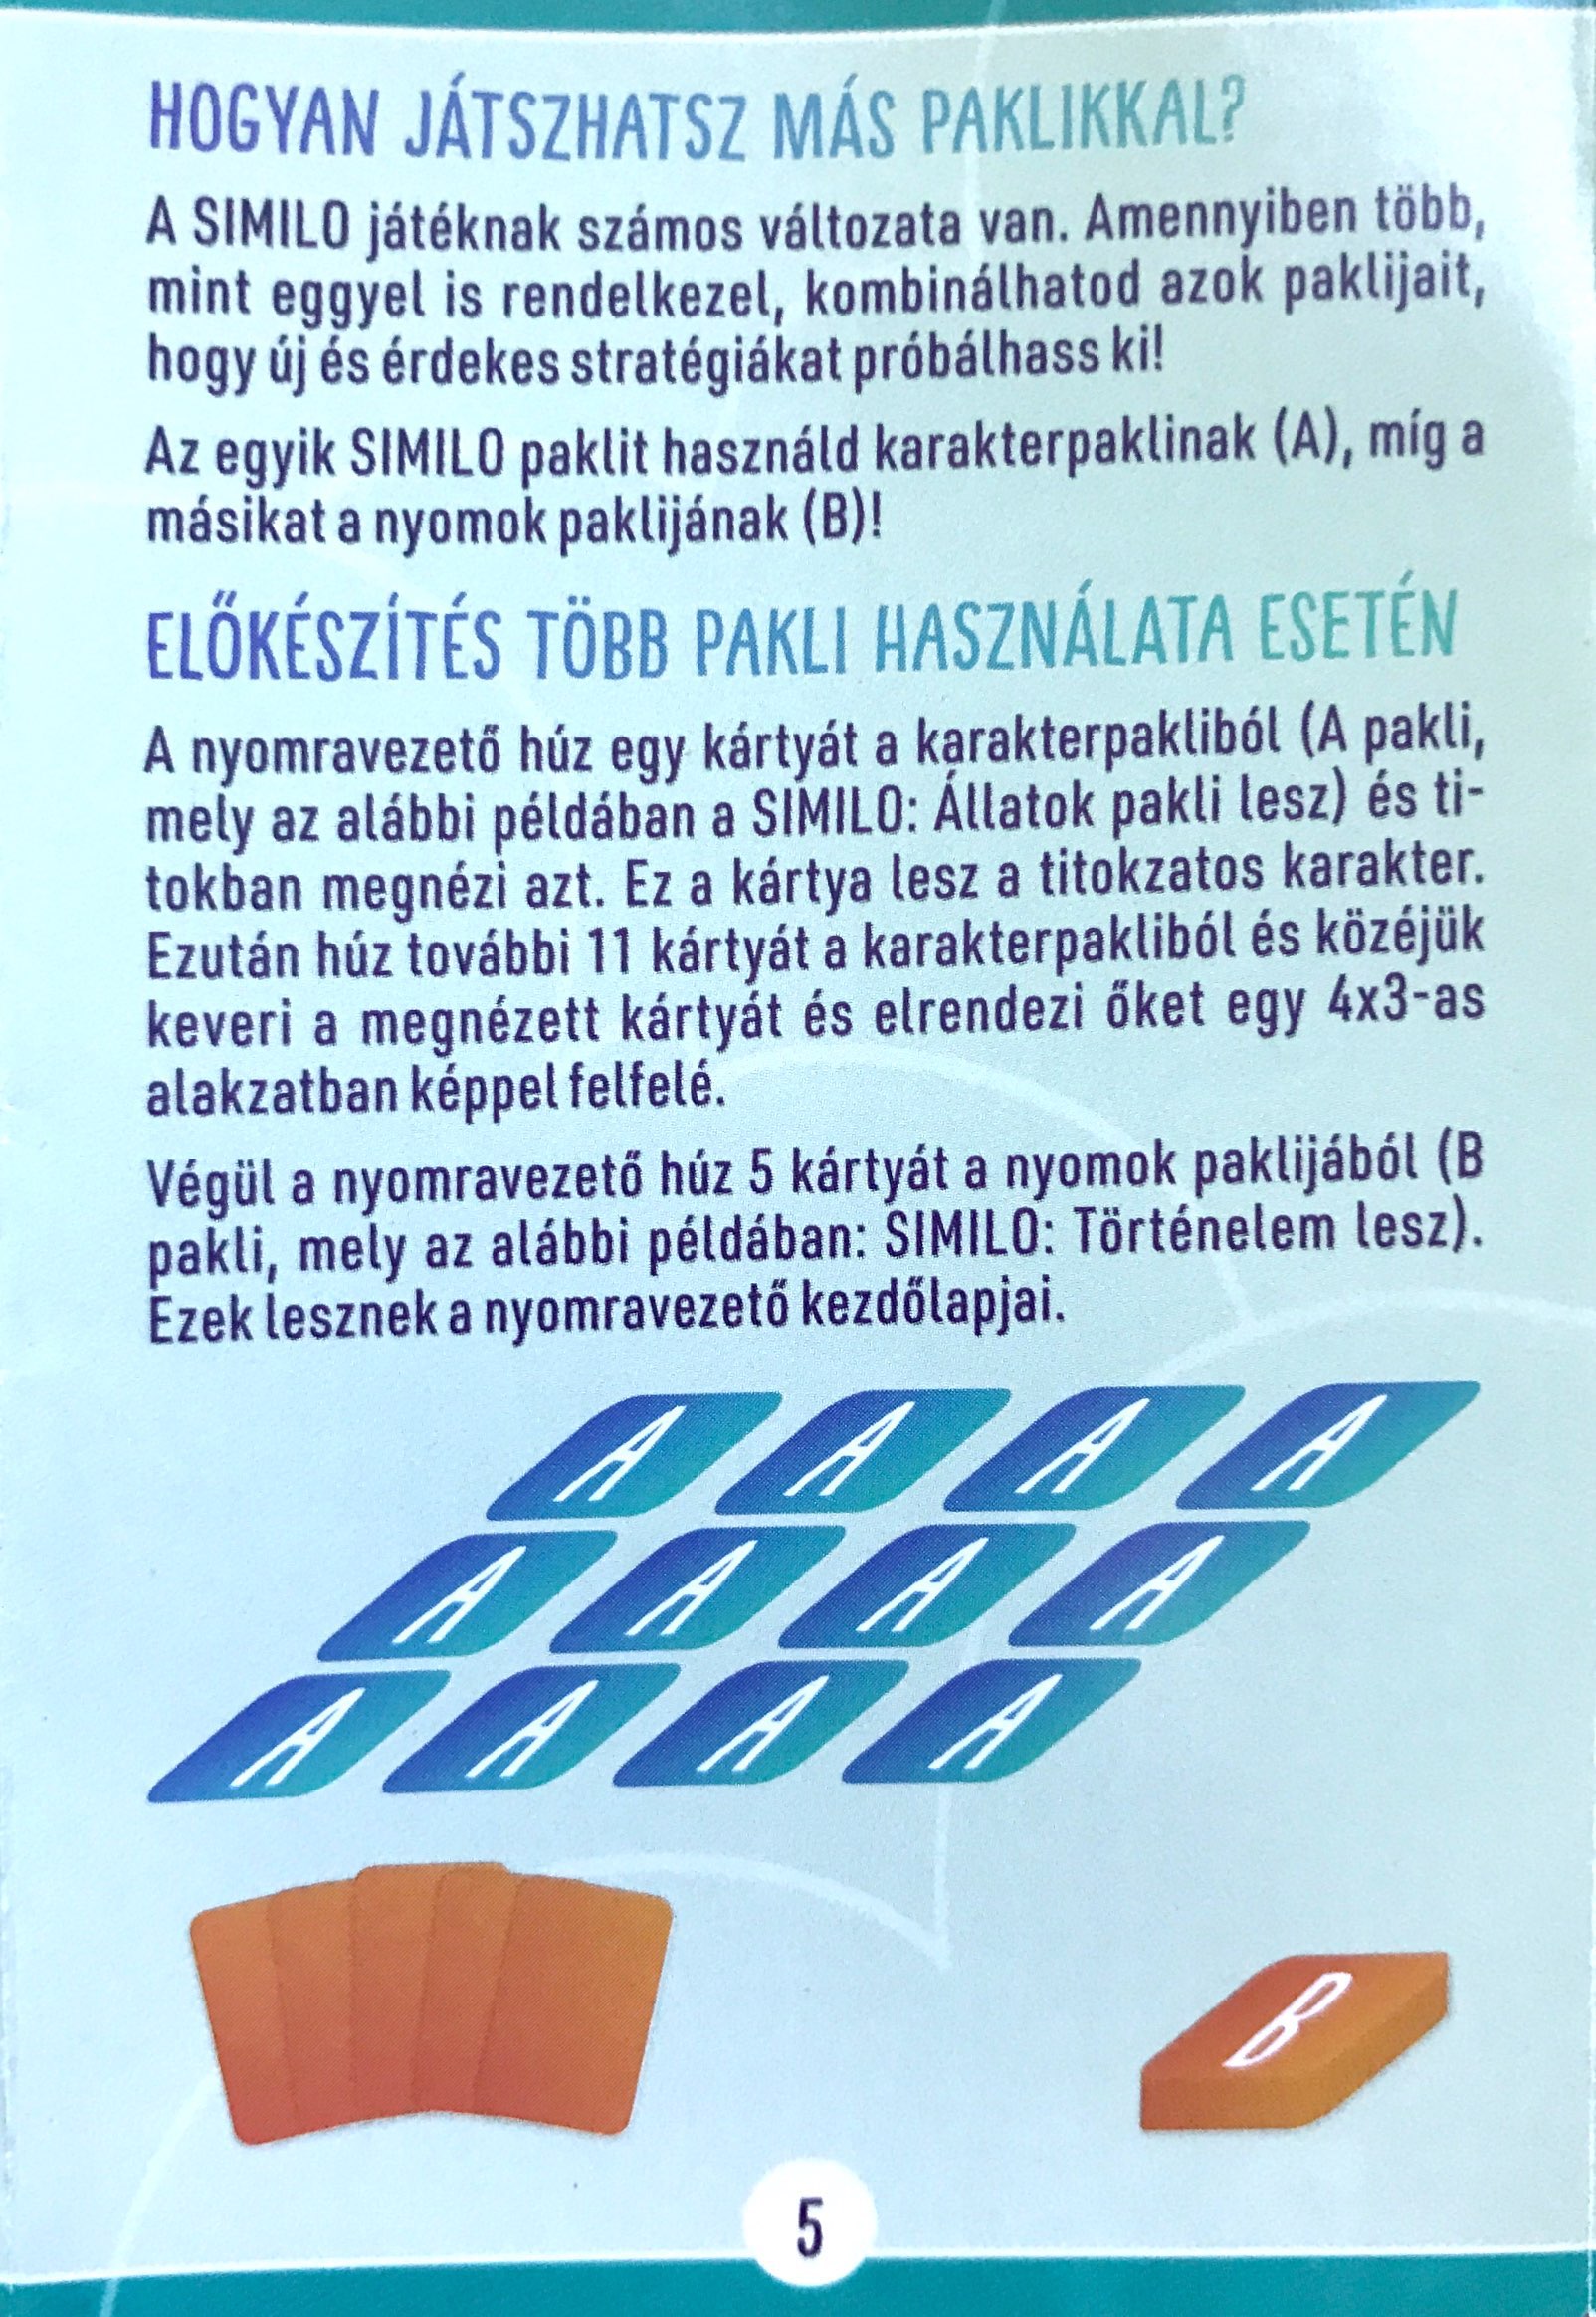 HOGYAN JÁTSZHATSZ MÁS PAKLIKKAL?
A SIMILO játéknak számos változata van. Amennyiben több,
mint eggyel is rendelkezel, kombinálhatod azok paklijait,
hogy új és érdekes stratégiákat próbálhass ki!
Az egyik SIMILO paklit használd karakterpaklinak (A), míg a
másikat a nyomok paklijának (B)!
ELŐKÉSZÍTÉS TÖBB PAKLI HASZNÁLATA ESETÉN
A nyomravezető húz egy kártyát a karakterpakliból (A pakli,
mely az alábbi példában a SIMILO: Állatok pakli lesz) és ti-
tokban megnézi azt. Ez a kártya lesz a titokzatos karakter.
Ezután húz további 11 kártyát a karakterpakliból és közéjük
keveri a megnézett kártyát és elrendezi őket egy 4x3-as
alakzatban képpel felfelé.
Végül a nyomravezető húz 5 kártyát a nyomok paklijából (B
pakli, mely az alábbi példában: SIMILO: Történelem lesz).
Ezek lesznek a nyomravezető kezdőlapjai.
A A A A
A A A A
A A A A
B
5